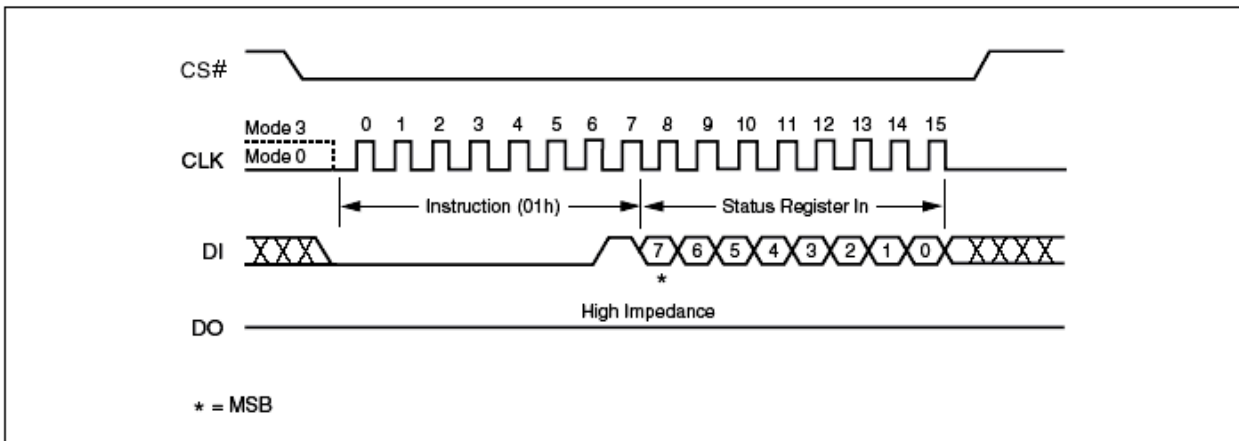 CS#
Mode 3
0 1 2 3 4 5 6 7 8 9 10 11 12 13 14 15
CLK
Mode 0
Instruction (01h)
Status Register In
DI
7 6 5 4 3 2 1 0
*
High Impedance
DO
* = MSB